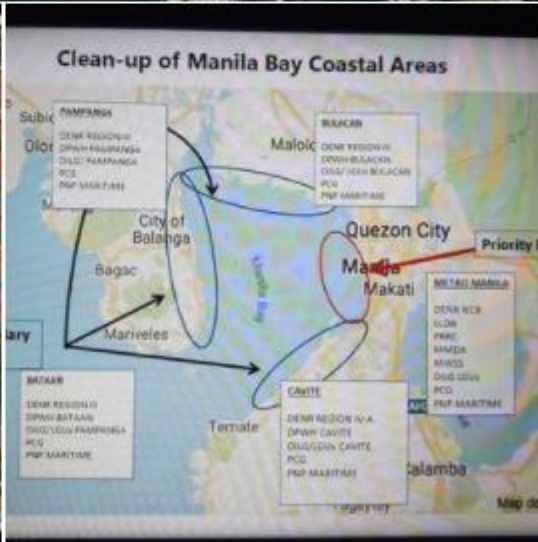 Clean-up of Manila Bay Coastal Areas
PAMPANGA
DENR REGION III
DPWH PAMPANGA
DILG/ PAMPANGA
PCG
PNP MARITIME
BULACAN
DENR REGION III
DPWH BULACAN
DILG/ LGUs BULACAN
PCG
PNP MARITIME
City of
Balanga
Quezon City
Priority
Manila
Makati
Bagac
Manila Bay
METRO MANILA
DENR NCR
LLDA
PRRC
MMDA
MWSS
DILG LGUs
PCG
PNP MARITIME
Mariveles
BATAAN
DENR REGION III
DPWH BATAAN
DILG/LGUs PAMPANGA
PCG
PNP MARITIME
CAVITE
DENR REGION IV-A
DPWH CAVITE
DILG/LGUs CAVITE
PCG
PNP MARITIME
Ternate
Calamba
Tagaytay
Map